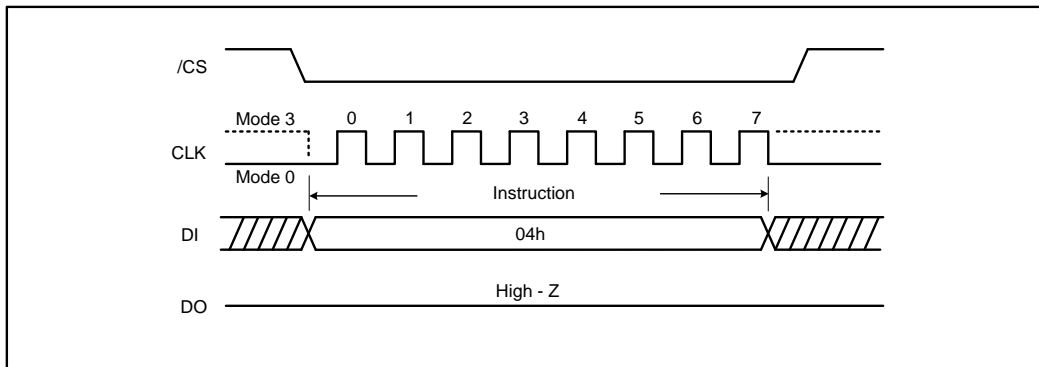 /CS
Mode 3 0 1 2 3 4 5 6 7
CLK
Mode 0
Instruction
DI 04h
High - Z
DO